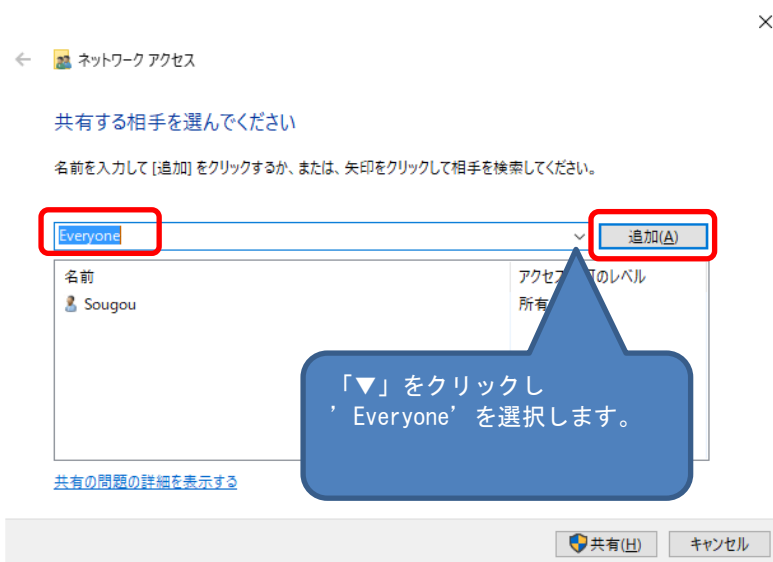 ネットワーク アクセス
共有する相手を選んでください
名前を入力して [追加] をクリックするか、または、矢印をクリックして相手を検索してください。
Everyone
追加(A)
名前
アクセス
のレベル
Sougou
所有
「▼」をクリックし
’Everyone’を選択します。
共有の問題の詳細を表示する
共有(H)
キャンセル